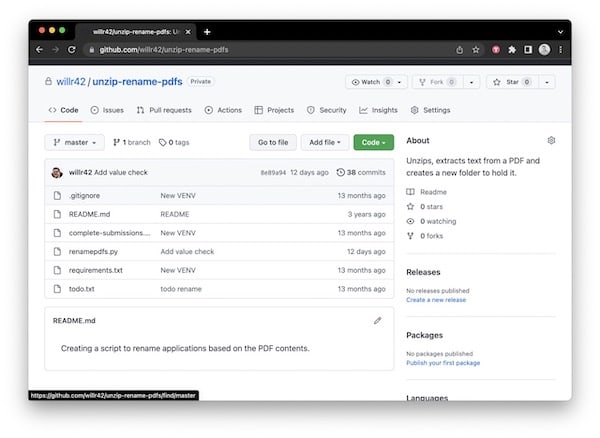 willr42/unzip-rename-pdfs: Un
github.com/willr42/unzip-rename-pdfs
willr42 / unzip-rename-pdfs Private
Watch 0 Fork 0 Star 0
Code Issues Pull requests Actions Projects Security Insights Settings
master 1 branch 0 tags Go to file Add file Code
willr42 Add value check 8e89a94 12 days ago 38 commits
.gitignore New VENV 13 months ago
README.md README 3 years ago
complete-submissions.... New VENV 13 months ago
renamepdfs.py Add value check 12 days ago
requirements.txt New VENV 13 months ago
todo.txt todo rename 13 months ago
README.md
Creating a script to rename applications based on the PDF contents.
About
Unzips, extracts text from a PDF and
creates a new folder to hold it.
Readme
0 stars
0 watching
0 forks
Releases
No releases published
Create a new release
Packages
No packages published
Publish your first package
Languages
https://github.com/willr42/unzip-rename-pdfs/find/master